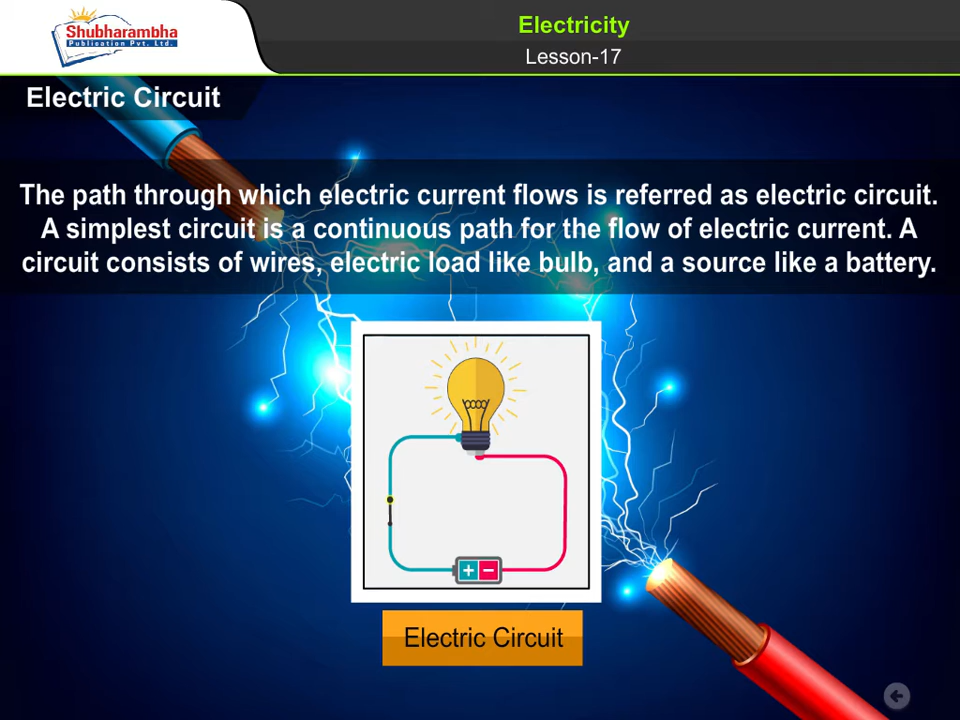 Shubharambha
Publication Pvt. Ltd.
Electricity
Lesson-17
Electric Circuit
The path through which electric current flows is referred as electric circuit.
A simplest circuit is a continuous path for the flow of electric current. A
circuit consists of wires, electric load like bulb, and a source like a battery.
+ −
Electric Circuit